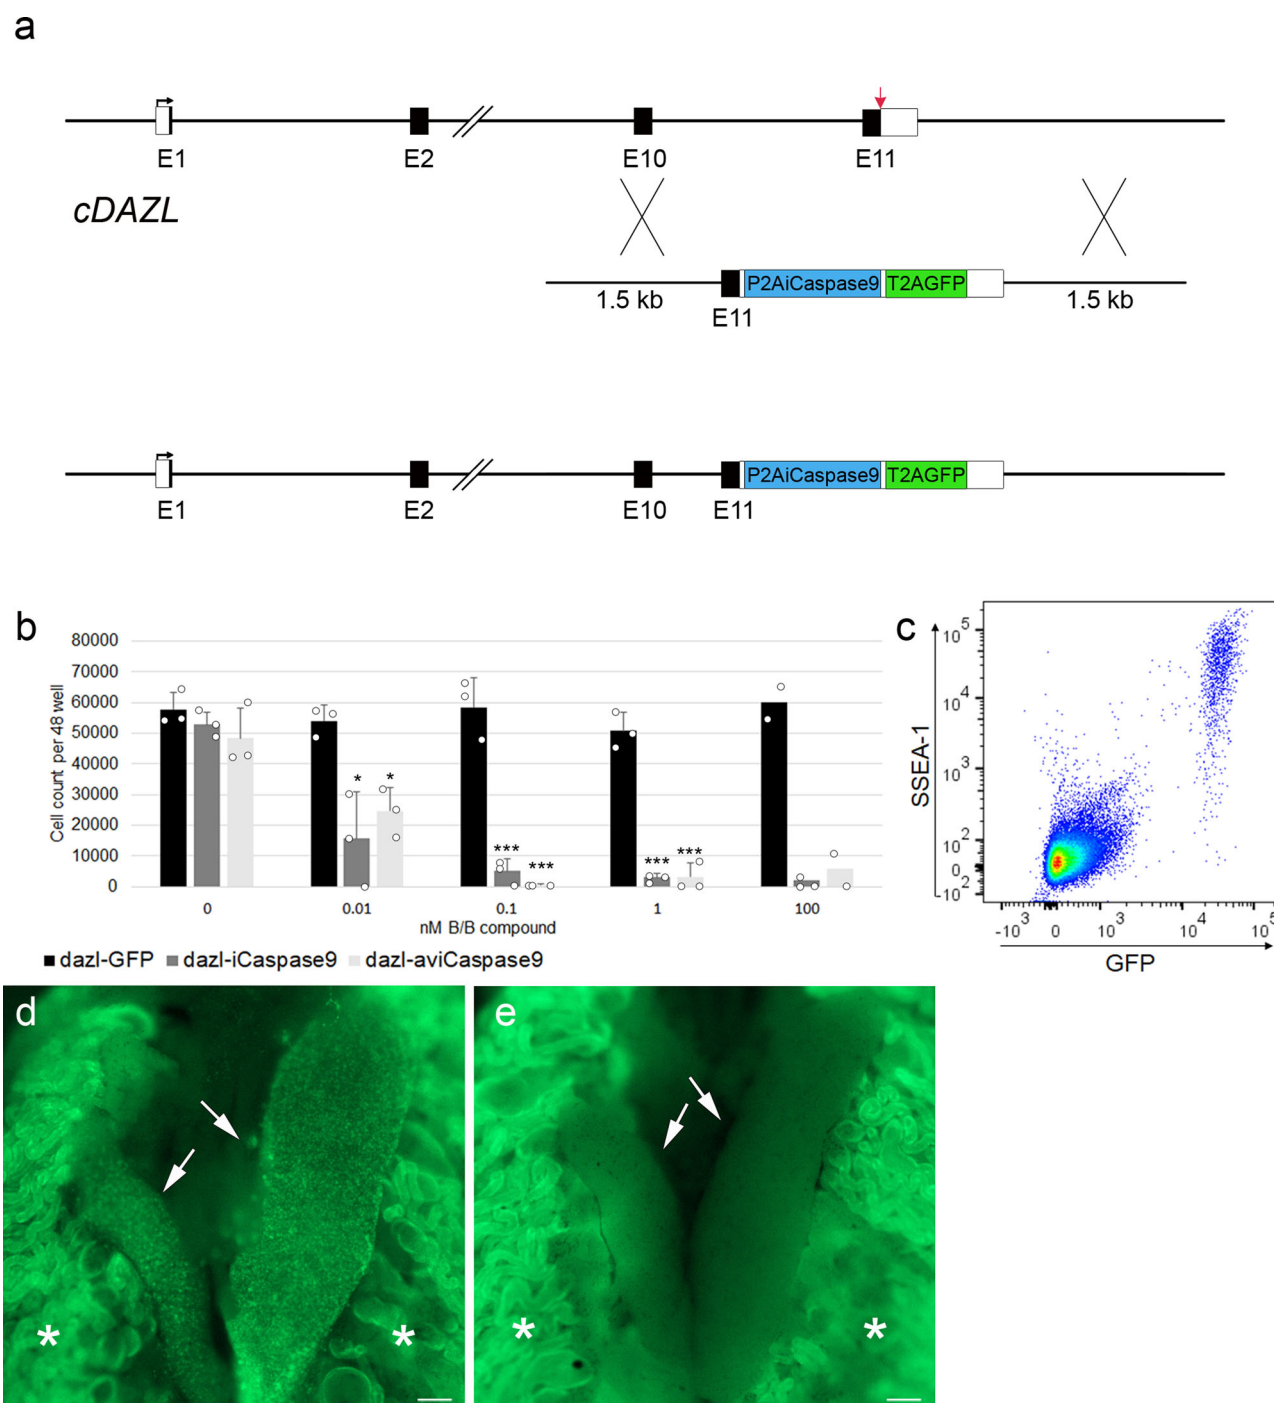 a
E1 E2 E10 E11
cDAZL
P2AiCaspase9 T2AGFP
1.5 kb 1.5 kb
E11
P2AiCaspase9 T2AGFP
E1 E2 E10 E11
b
Cell count per 48 well
80000
70000
60000
50000
40000
30000
20000
10000
0
* *
*** ***
*** ***
0 0.01 0.1 1 100
nM B/B compound
dazl-GFP dazl-iCaspase9 dazl-aviCaspase9
c
SSEA-1
10^5
10^4
10^3
10^2
0
-10^2
-10^3 0 10^3 10^4 10^5
GFP
d
* *
e
* *